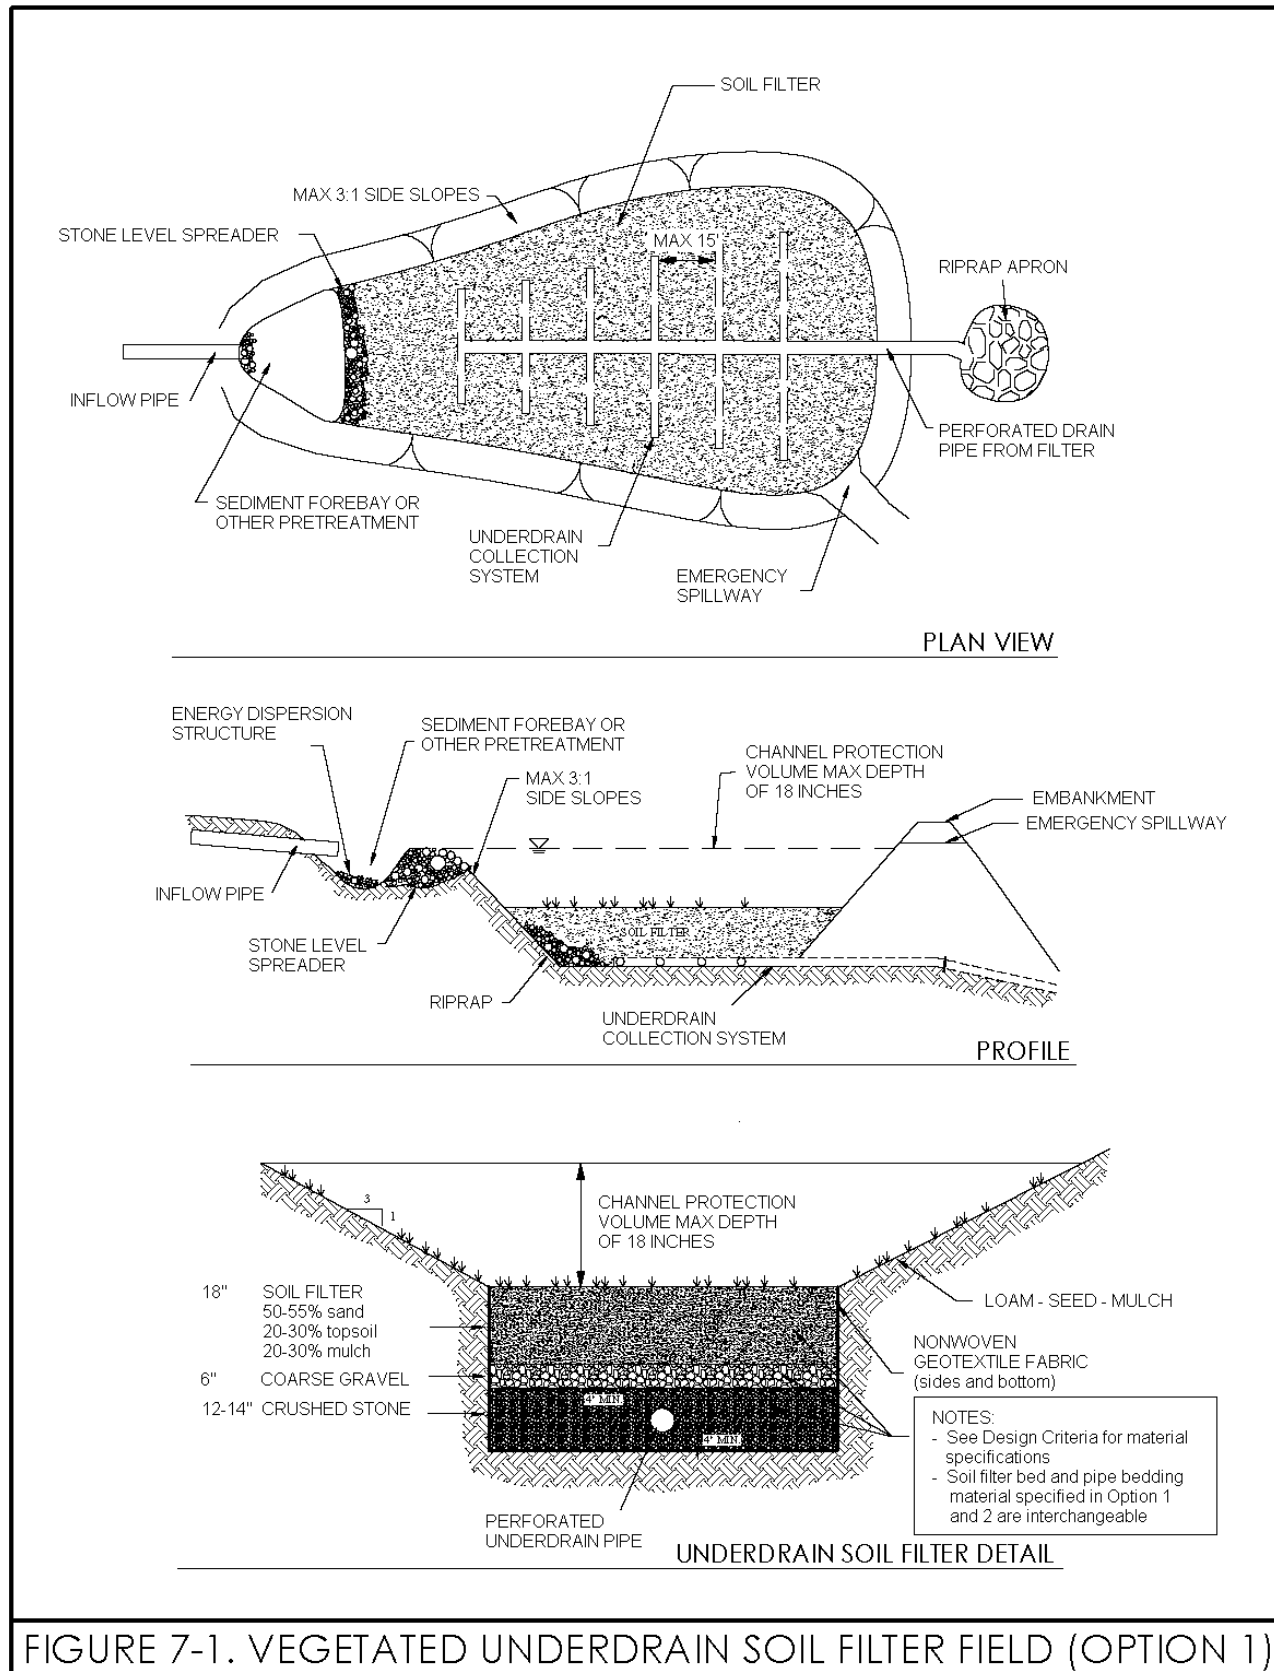 SOIL FILTER
MAX 3:1 SIDE SLOPES
STONE LEVEL SPREADER
MAX 15'
RIPRAP APRON
INFLOW PIPE
PERFORATED DRAIN
PIPE FROM FILTER
SEDIMENT FOREBAY OR
OTHER PRETREATMENT
UNDERDRAIN
COLLECTION
SYSTEM
EMERGENCY
SPILLWAY
PLAN VIEW
ENERGY DISPERSION
STRUCTURE
SEDIMENT FOREBAY OR
OTHER PRETREATMENT
MAX 3:1
SIDE SLOPES
CHANNEL PROTECTION
VOLUME MAX DEPTH
OF 18 INCHES
EMBANKMENT
EMERGENCY SPILLWAY
INFLOW PIPE
STONE LEVEL
SPREADER
SOIL FILTER
RIPRAP
UNDERDRAIN
COLLECTION SYSTEM
PROFILE
3
1
CHANNEL PROTECTION
VOLUME MAX DEPTH
OF 18 INCHES
18" SOIL FILTER
50-55% sand
20-30% topsoil
20-30% mulch
6" COARSE GRAVEL
12-14" CRUSHED STONE
4" MIN.
4" MIN.
LOAM - SEED - MULCH
NONWOVEN
GEOTEXTILE FABRIC
(sides and bottom)
NOTES:
- See Design Criteria for material
specifications
- Soil filter bed and pipe bedding
material specified in Option 1
and 2 are interchangeable
PERFORATED
UNDERDRAIN PIPE
UNDERDRAIN SOIL FILTER DETAIL
FIGURE 7-1. VEGETATED UNDERDRAIN SOIL FILTER FIELD (OPTION 1)